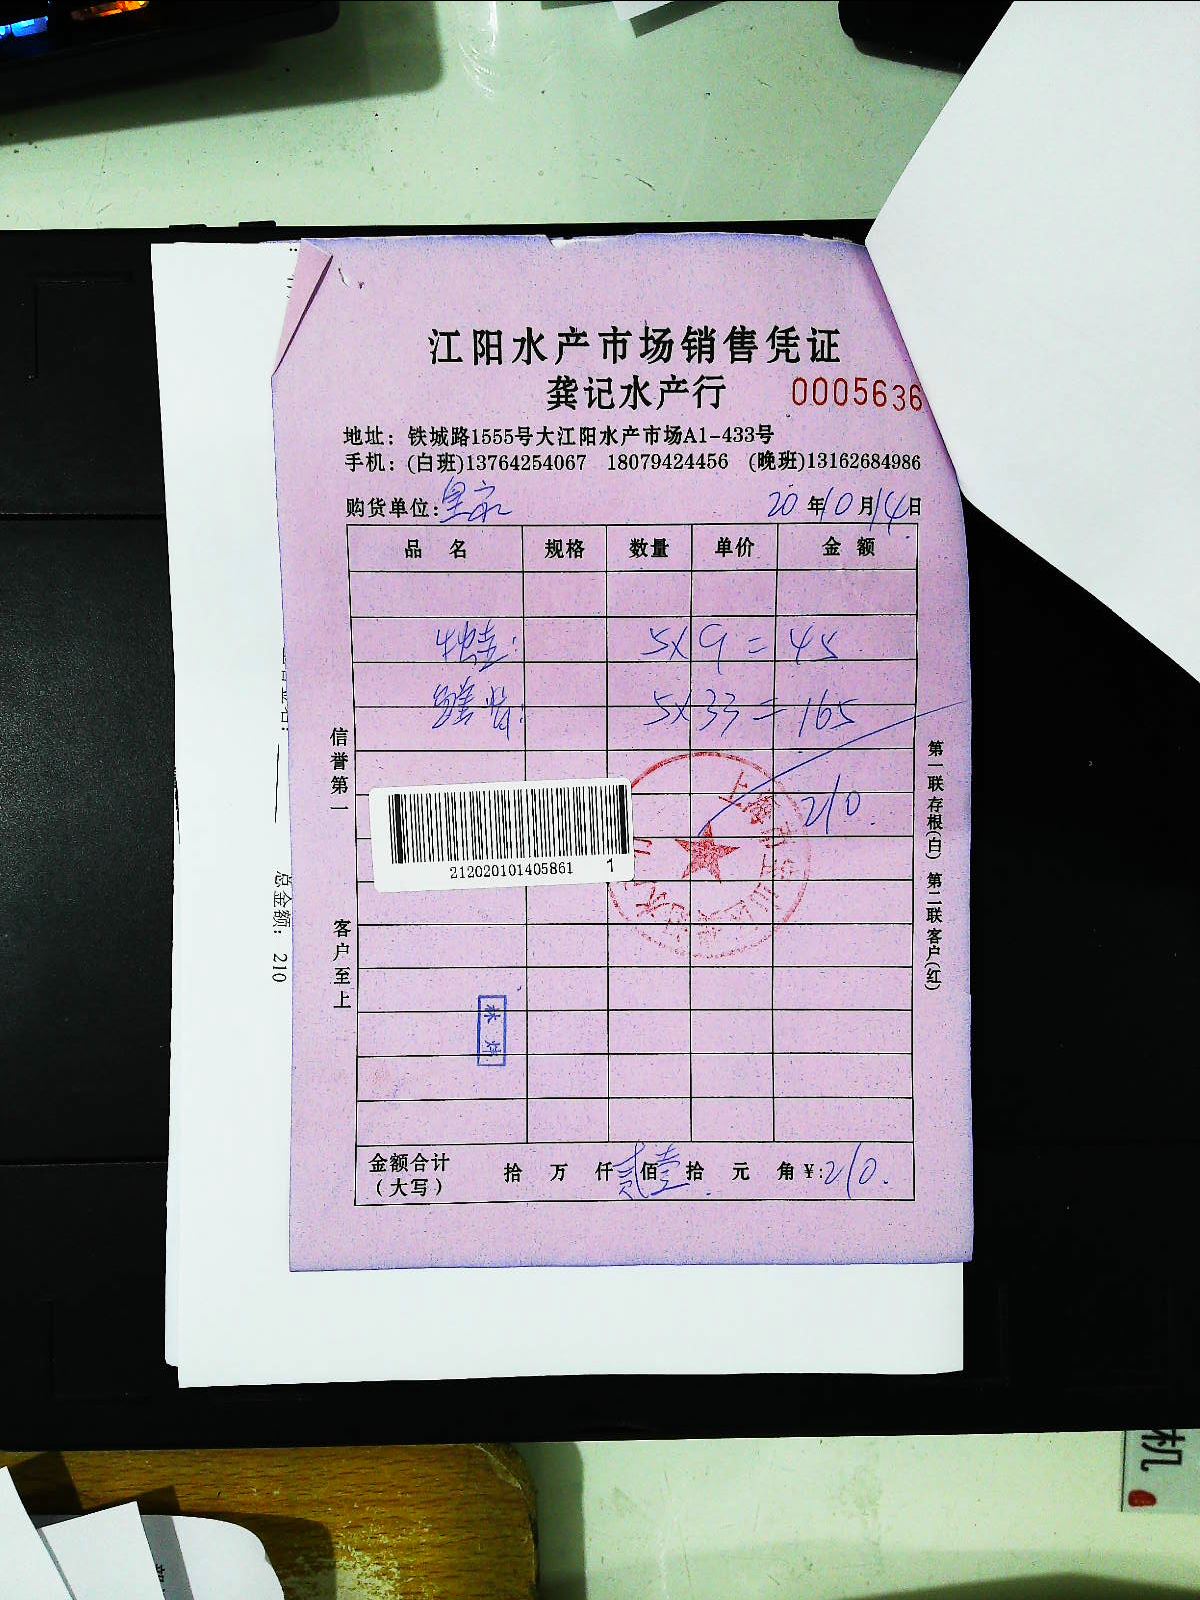 江阳水产市场销售凭证
龚记水产行 0005636
地址：铁城路1555号大江阳水产市场A1-433号
手机：(白班)13764254067 18079424456 (晚班)13162684986
购货单位： 20年10月14日
品名 规格 数量 单价 金额
5×9=45
5×33=165
210.
信誉第一
客户至上
第一联存根(白) 第二联客户(红)
212020101405861 1
林
总金额：210
金额合计（大写） 拾 万 仟 贰佰 壹拾 元 角 ¥:210.
机